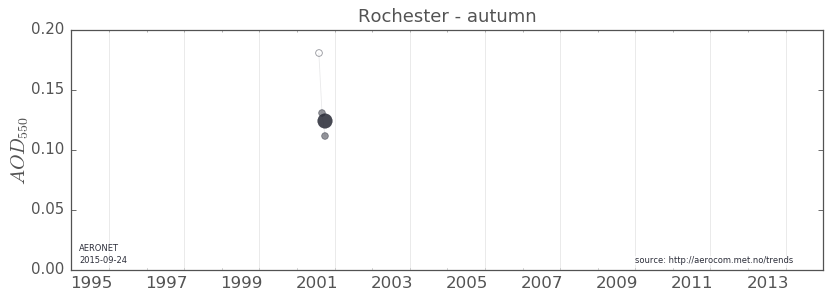 Rochester - autumn
0.20
0.15
0.10
0.05
0.00
AOD550
AERONET
2015-09-24
source: http://aerocom.met.no/trends
1995 1997 1999 2001 2003 2005 2007 2009 2011 2013